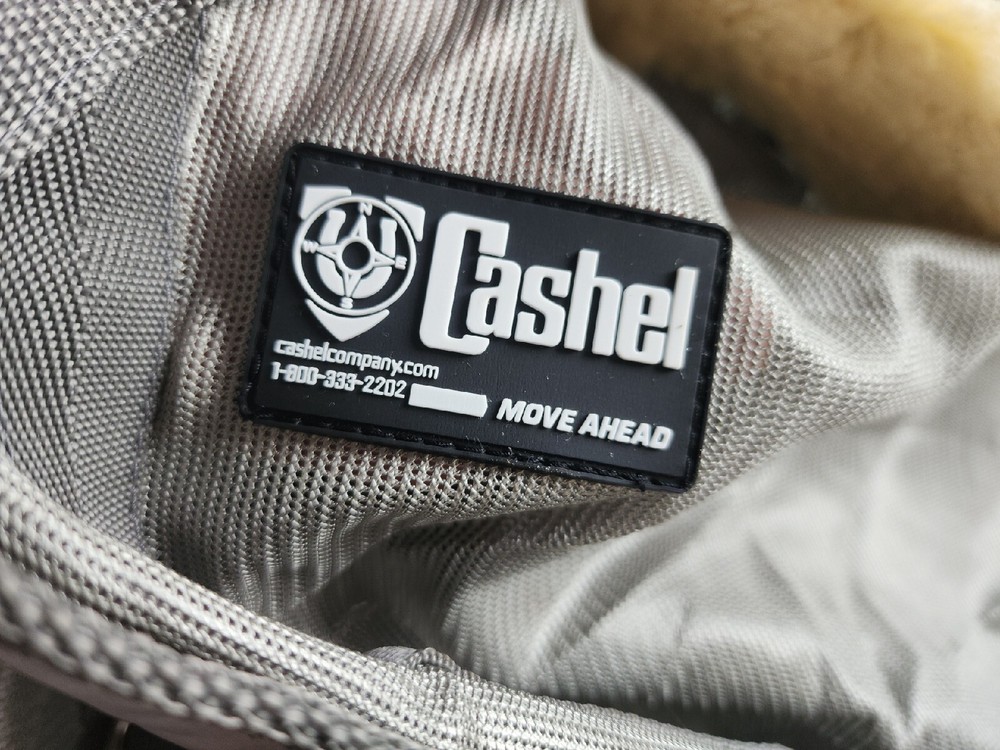 N
W E
S
Cashel
cashelcompany.com
1-800-333-2202
MOVE AHEAD